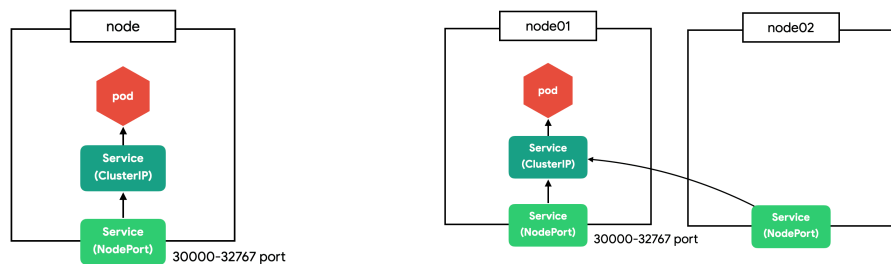 node
pod
Service
(ClusterIP)
Service
(NodePort)
30000-32767 port
node01
pod
Service
(ClusterIP)
Service
(NodePort)
30000-32767 port
node02
Service
(NodePort)